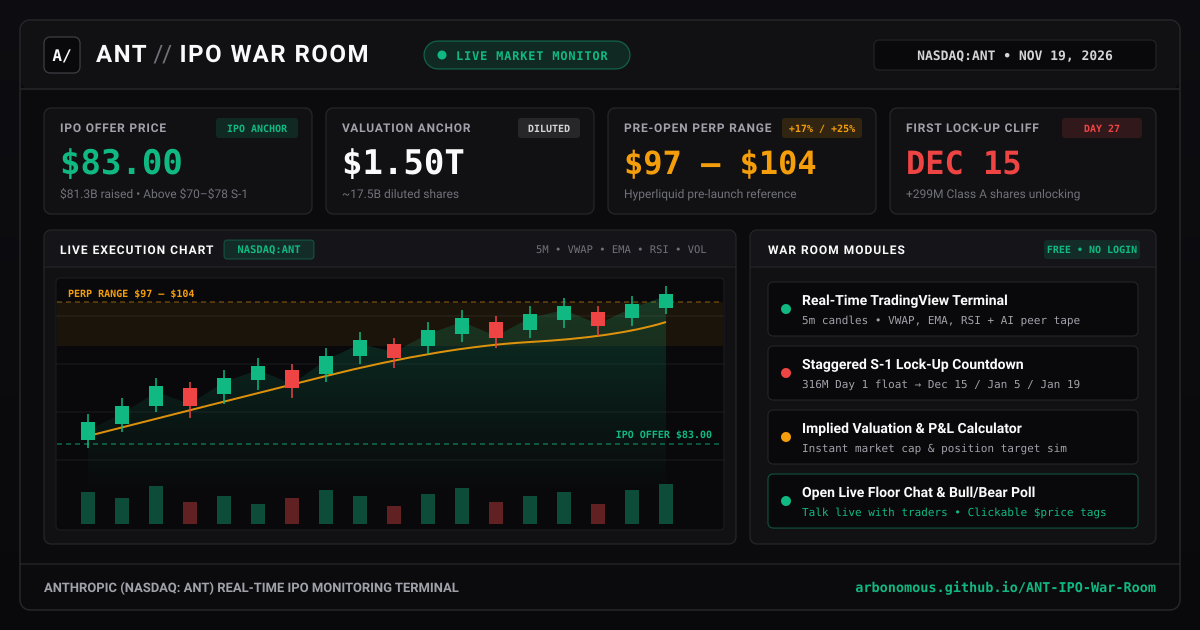 A/ ANT // IPO WAR ROOM
LIVE MARKET MONITOR
NASDAQ:ANT • NOV 19, 2026
IPO OFFER PRICE
IPO ANCHOR
$83.00
$81.3B raised • Above $70–$78 S-1
VALUATION ANCHOR
DILUTED
$1.50T
~17.5B diluted shares
PRE-OPEN PERP RANGE
+17% / +25%
$97 – $104
Hyperliquid pre-launch reference
FIRST LOCK-UP CLIFF
DAY 27
DEC 15
+299M Class A shares unlocking
LIVE EXECUTION CHART
NASDAQ:ANT
5M • VWAP • EMA • RSI • VOL
PERP RANGE $97 – $104
IPO OFFER $83.00
WAR ROOM MODULES
FREE • NO LOGIN
Real-Time TradingView Terminal
5m candles • VWAP, EMA, RSI + AI peer tape
Staggered S-1 Lock-Up Countdown
316M Day 1 float → Dec 15 / Jan 5 / Jan 19
Implied Valuation & P&L Calculator
Instant market cap & position target sim
Open Live Floor Chat & Bull/Bear Poll
Talk live with traders • Clickable $price tags
ANTHROPIC (NASDAQ: ANT) REAL-TIME IPO MONITORING TERMINAL
arbonomous.github.io/ANT-IPO-War-Room